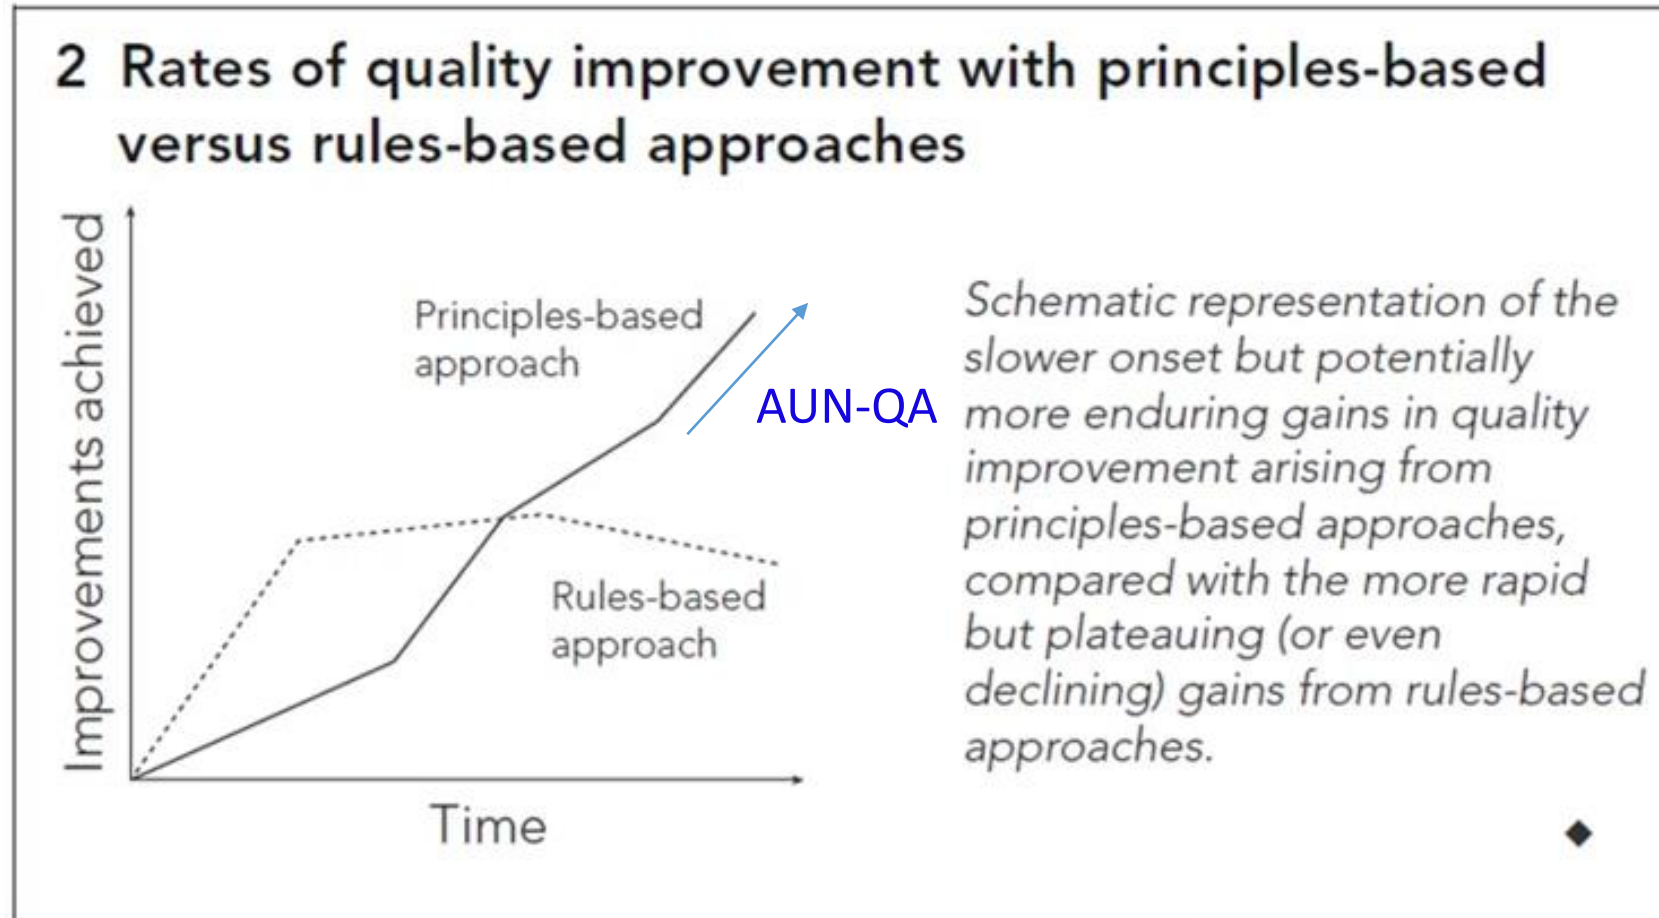 2 Rates of quality improvement with principles-based
versus rules-based approaches
Improvements achieved
Principles-based
approach
AUN-QA
Rules-based
approach
Time
Schematic representation of the
slower onset but potentially
more enduring gains in quality
improvement arising from
principles-based approaches,
compared with the more rapid
but plateauing (or even
declining) gains from rules-based
approaches.